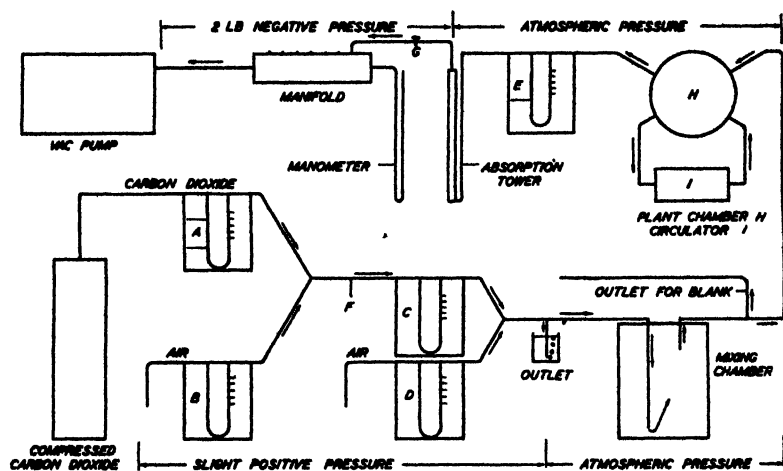 2 LB NEGATIVE PRESSURE
ATMOSPHERIC PRESSURE
G
E
H
MANIFOLD
VAC PUMP
MANOMETER
ABSORPTION
TOWER
I
PLANT CHAMBER H
CIRCULATOR I
CARBON DIOXIDE
A
F
C
OUTLET FOR BLANK
AIR
B
AIR
D
OUTLET
MIXING
CHAMBER
COMPRESSED
CARBON DIOXIDE
SLIGHT POSITIVE PRESSURE
ATMOSPHERIC PRESSURE